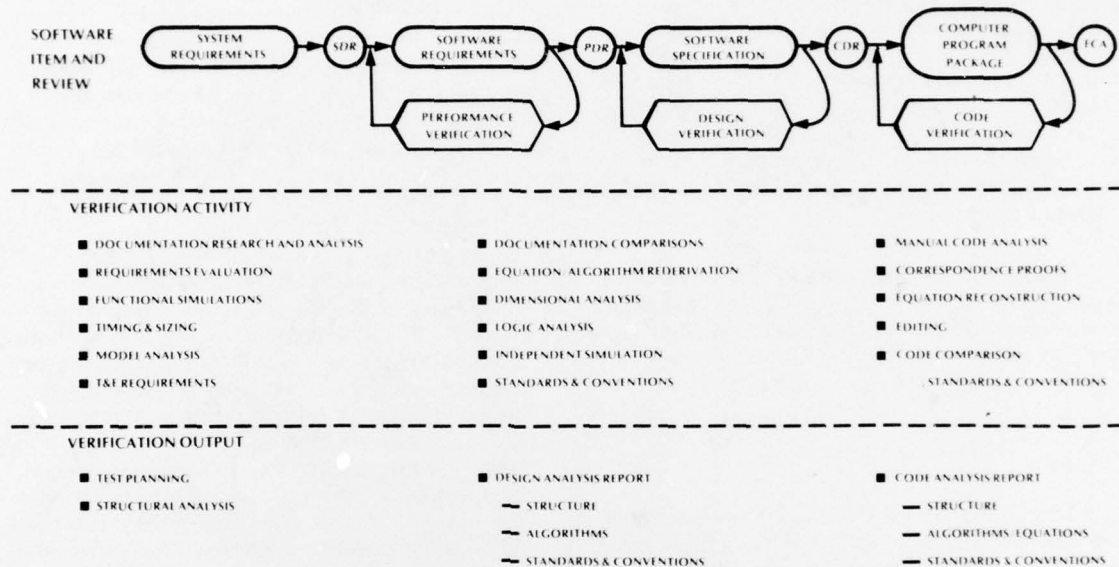 SOFTWARE
ITEM AND
REVIEW
SYSTEM
REQUIREMENTS
SDR
SOFTWARE
REQUIREMENTS
PDR
SOFTWARE
SPECIFICATION
CDR
COMPUTER
PROGRAM
PACKAGE
FCA
PERFORMANCE
VERIFICATION
DESIGN
VERIFICATION
CODE
VERIFICATION
VERIFICATION ACTIVITY
■ DOCUMENTATION RESEARCH AND ANALYSIS
■ REQUIREMENTS EVALUATION
■ FUNCTIONAL SIMULATIONS
■ TIMING & SIZING
■ MODEL ANALYSIS
■ T&E REQUIREMENTS
■ DOCUMENTATION COMPARISONS
■ EQUATION/ALGORITHM REDERIVATION
■ DIMENSIONAL ANALYSIS
■ LOGIC ANALYSIS
■ INDEPENDENT SIMULATION
■ STANDARDS & CONVENTIONS
■ MANUAL CODE ANALYSIS
■ CORRESPONDENCE PROOFS
■ EQUATION RECONSTRUCTION
■ EDITING
■ CODE COMPARISON
STANDARDS & CONVENTIONS
VERIFICATION OUTPUT
■ TEST PLANNING
■ STRUCTURAL ANALYSIS
■ DESIGN ANALYSIS REPORT
— STRUCTURE
— ALGORITHMS
— STANDARDS & CONVENTIONS
■ CODE ANALYSIS REPORT
— STRUCTURE
— ALGORITHMS/EQUATIONS
— STANDARDS & CONVENTIONS